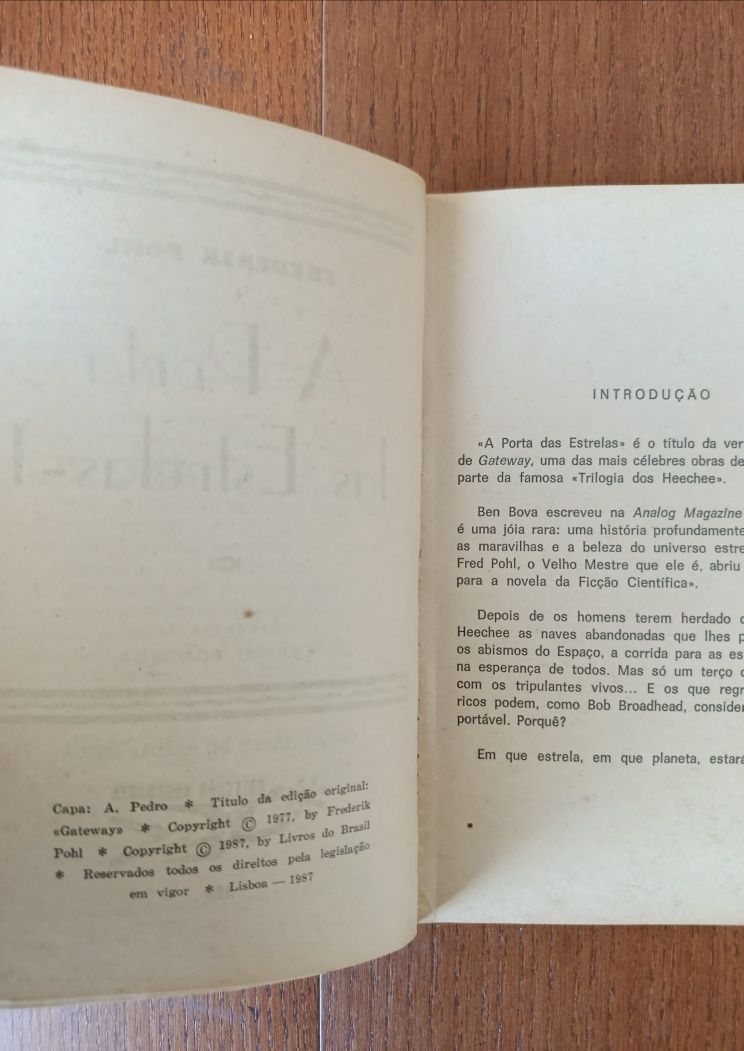 Capa: A. Pedro * Título da edição original:
«Gateway» * Copyright © 1977, by Frederik
Pohl * Copyright © 1987, by Livros do Brasil
* Reservados todos os direitos pela legislação
em vigor * Lisboa — 1987
INTRODUÇÃO
«A Porta das Estrelas» é o título da ver
de Gateway, uma das mais célebres obras de
parte da famosa «Trilogia dos Heechee».
Ben Bova escreveu na Analog Magazine
é uma jóia rara: uma história profundamente
as maravilhas e a beleza do universo estre
Fred Pohl, o Velho Mestre que ele é, abriu
para a novela da Ficção Científica».
Depois de os homens terem herdado
Heechee as naves abandonadas que lhes p
os abismos do Espaço, a corrida para as es
na esperança de todos. Mas só um terço
com os tripulantes vivos... E os que regr
ricos podem, como Bob Broadhead, consider
portável. Porquê?
Em que estrela, em que planeta, estar